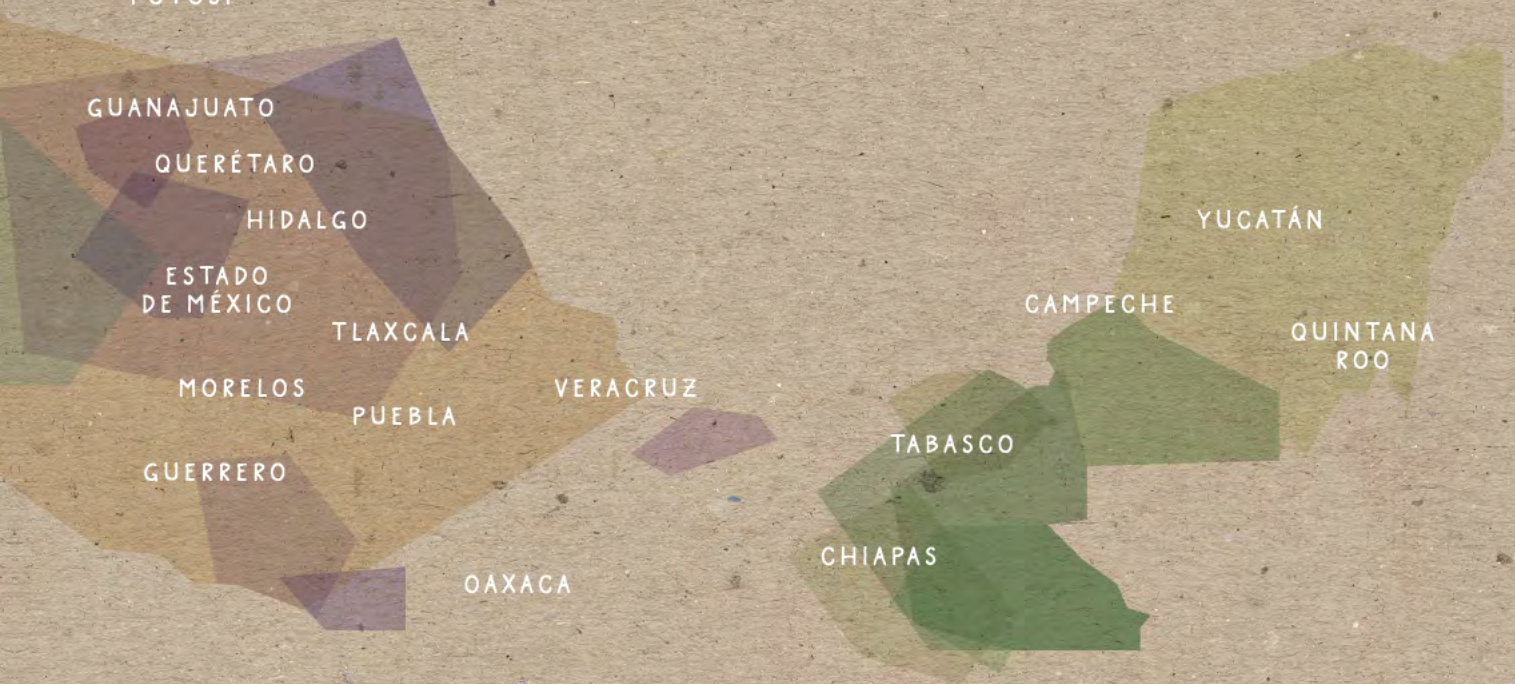 GUANAJUATO
QUERÉTARO
HIDALGO
YUCATÁN
ESTADO
DE MÉXICO
CAMPECHE
TLAXCALA
QUINTANA
ROO
MORELOS
VERACRUZ
PUEBLA
TABASCO
GUERRERO
CHIAPAS
OAXACA